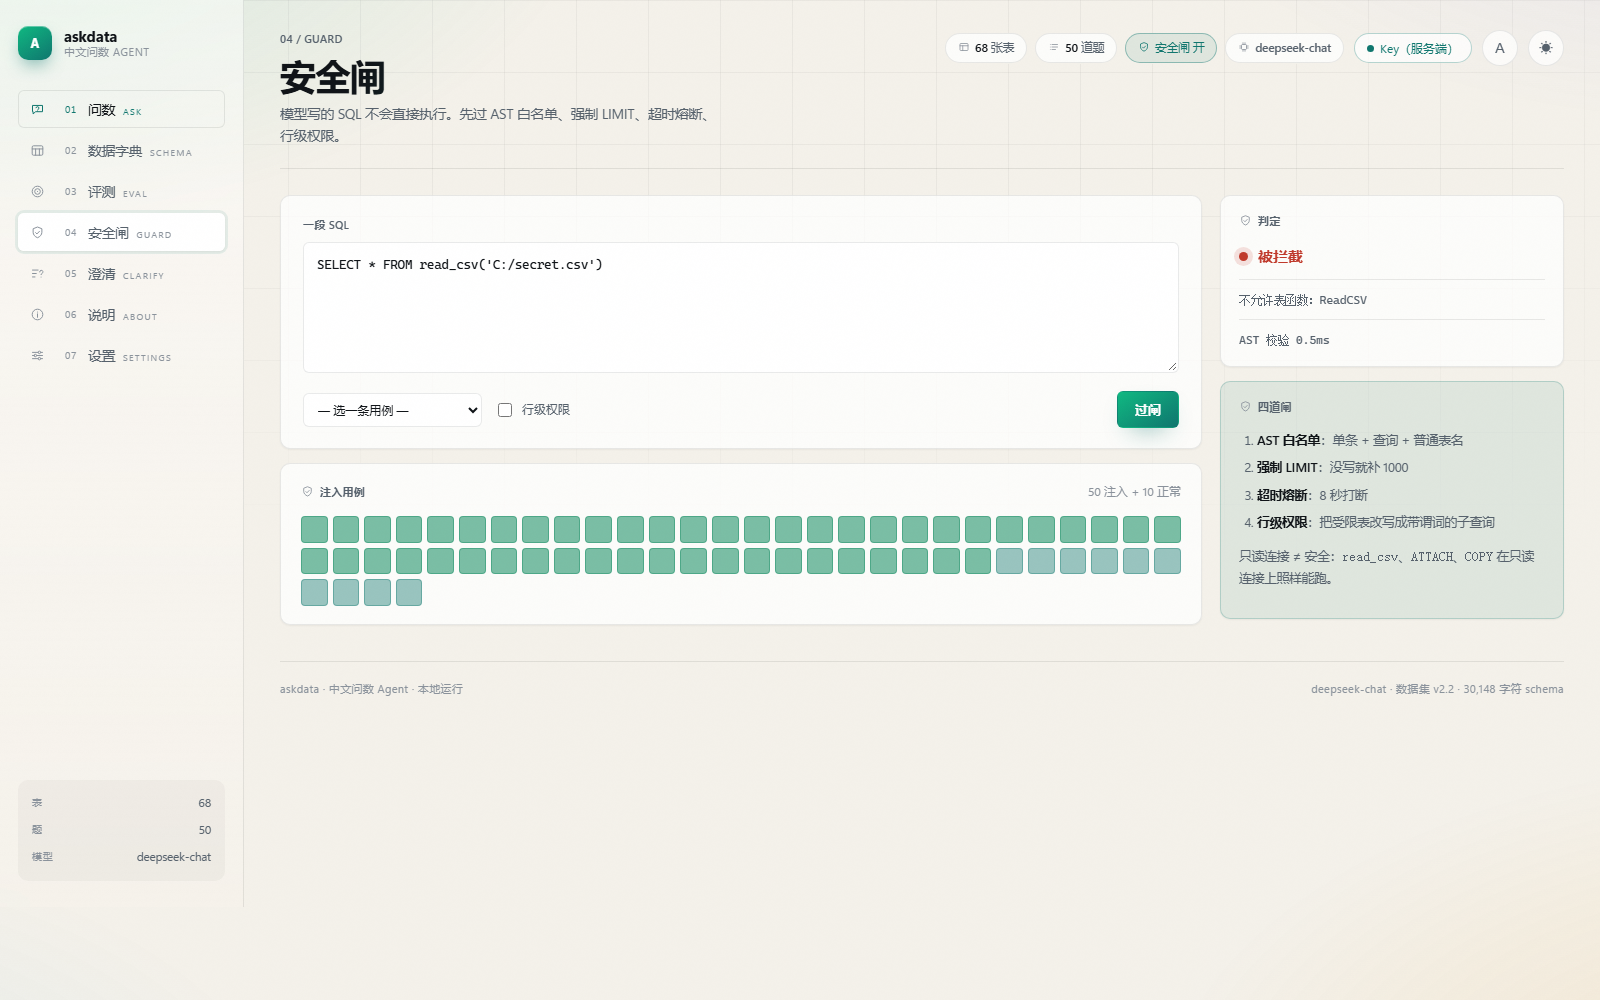 A
askdata
中文问数 AGENT
01 问数 ASK
02 数据字典 SCHEMA
03 评测 EVAL
04 安全闸 GUARD
05 澄清 CLARIFY
06 说明 ABOUT
07 设置 SETTINGS
表 68
题 50
模型 deepseek-chat
04 / GUARD
安全闸
模型写的 SQL 不会直接执行。先过 AST 白名单、强制 LIMIT、超时熔断、
行级权限。
68 张表
50 道题
安全闸 开
deepseek-chat
Key（服务端）
A
一段 SQL
SELECT * FROM read_csv('C:/secret.csv')
— 选一条用例 —
行级权限
过闸
注入用例
50 注入 + 10 正常
判定
被拦截
不允许表函数: ReadCSV
AST 校验 0.5ms
四道闸
1. AST 白名单：单条 + 查询 + 普通表名
2. 强制 LIMIT：没写就补 1000
3. 超时熔断：8 秒打断
4. 行级权限：把受限表改写成带谓词的子查询
只读连接 ≠ 安全：read_csv、ATTACH、COPY 在只读
连接上照样能跑。
askdata · 中文问数 Agent · 本地运行
deepseek-chat · 数据集 v2.2 · 30,148 字符 schema